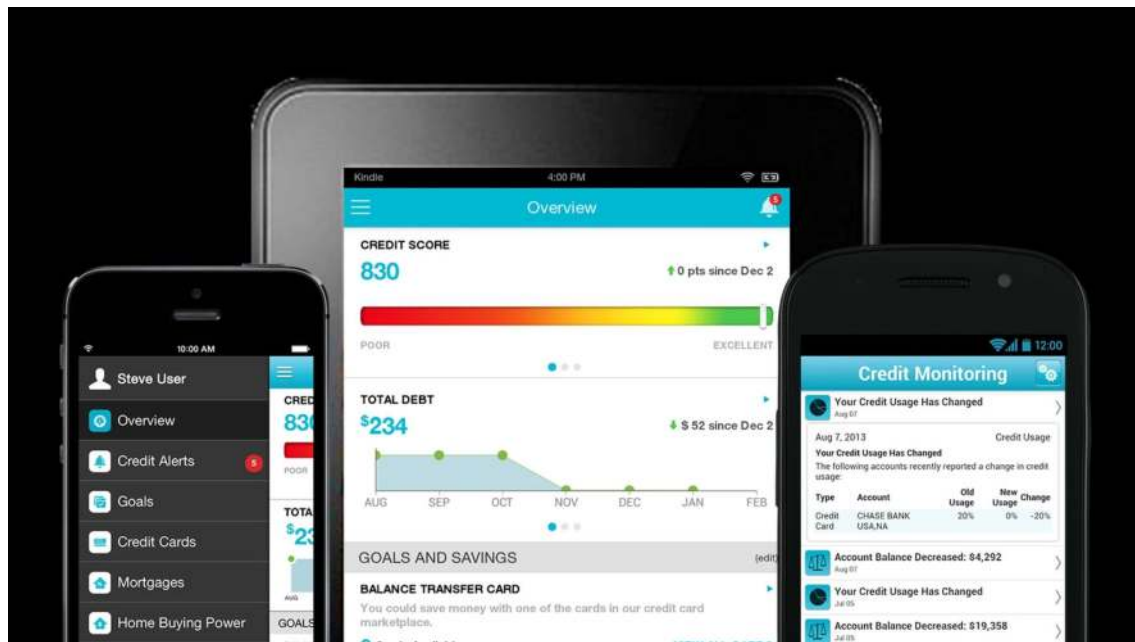 Kindle 4:00 PM
Overview 5
CREDIT SCORE
830 0 pts since Dec 2
POOR EXCELLENT
TOTAL DEBT
$234 $ 52 since Dec 2
AUG SEP OCT NOV DEC JAN FEB
GOALS AND SAVINGS (edit)
BALANCE TRANSFER CARD
You could save money with one of the cards in our credit card
marketplace.
10:00 AM
Steve User
Overview
Credit Alerts 5
Goals
Credit Cards
Mortgages
Home Buying Power
CRED
830
POOR
TOTA
$23
AUG
GOALS
12:00
Credit Monitoring
Your Credit Usage Has Changed
Aug 07
Aug 7, 2013 Credit Usage
Your Credit Usage Has Changed
The following accounts recently reported a change in credit
usage:
Type Account Old Usage New Usage Change
Credit Card CHASE BANK USA,NA 20% 0% -20%
Account Balance Decreased: $4,292
Aug 07
Your Credit Usage Has Changed
Jul 05
Account Balance Decreased: $19,358
Jul 05